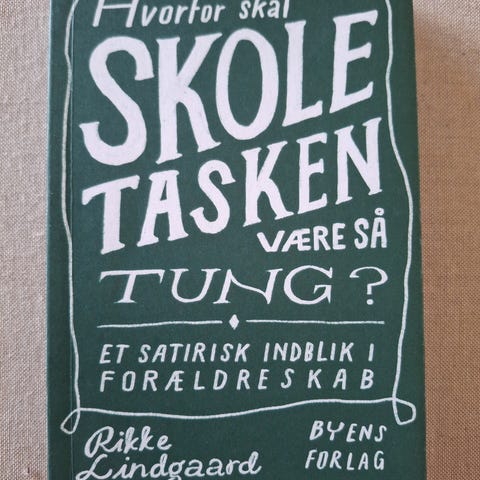 Hvorfor skal
SKOLE
TASKEN
VÆRE SÅ
TUNG?
ET SATIRISK INDBLIK I
FORÆLDRESKAB
Rikke
Lindgaard
BYENS
FORLAG